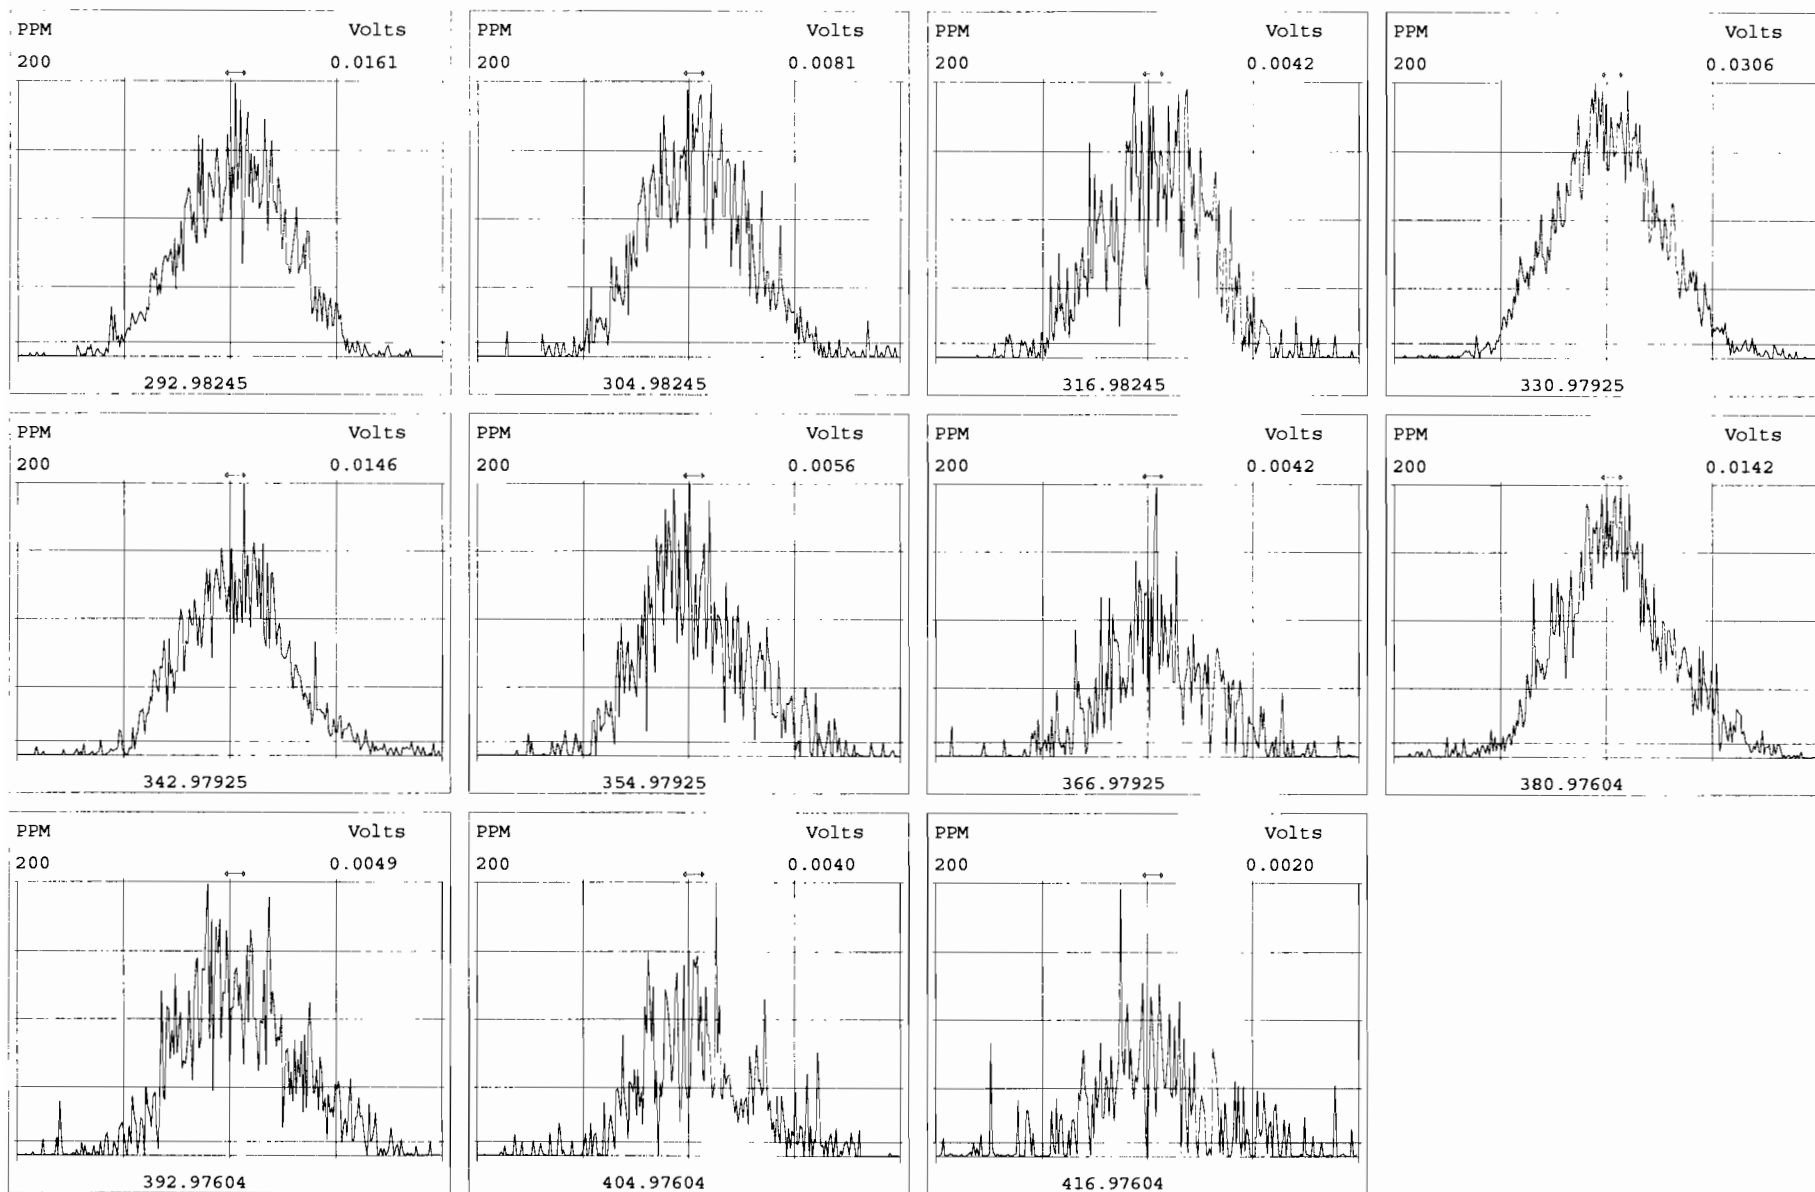 PPM Volts
200 0.0161
292.98245
PPM Volts
200 0.0081
304.98245
PPM Volts
200 0.0042
316.98245
PPM Volts
200 0.0306
330.97925
PPM Volts
200 0.0146
342.97925
PPM Volts
200 0.0056
354.97925
PPM Volts
200 0.0042
366.97925
PPM Volts
200 0.0142
380.97604
PPM Volts
200 0.0049
392.97604
PPM Volts
200 0.0040
404.97604
PPM Volts
200 0.0020
416.97604